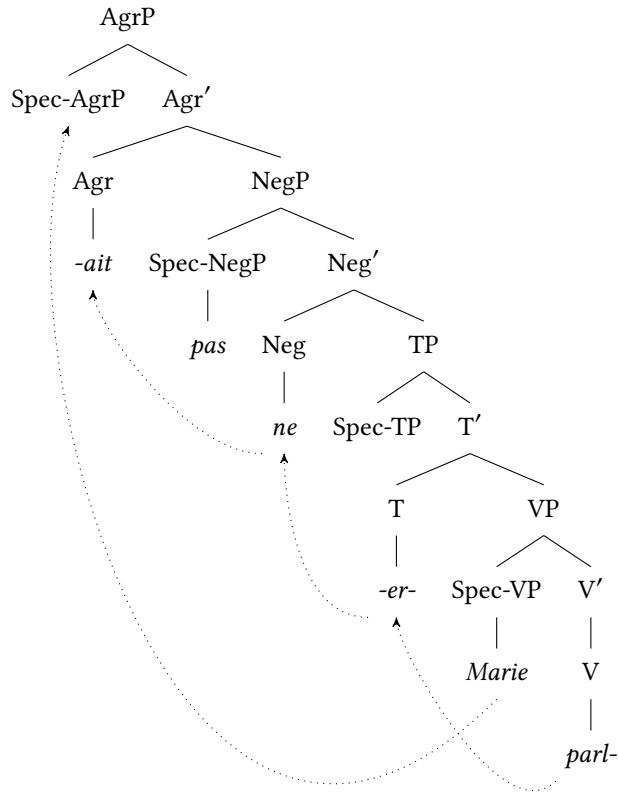 AgrP
Spec-AgrP Agr′
Agr NegP
-ait Spec-NegP Neg′
pas Neg TP
ne Spec-TP T′
T VP
-er- Spec-VP V′
Marie V
parl-